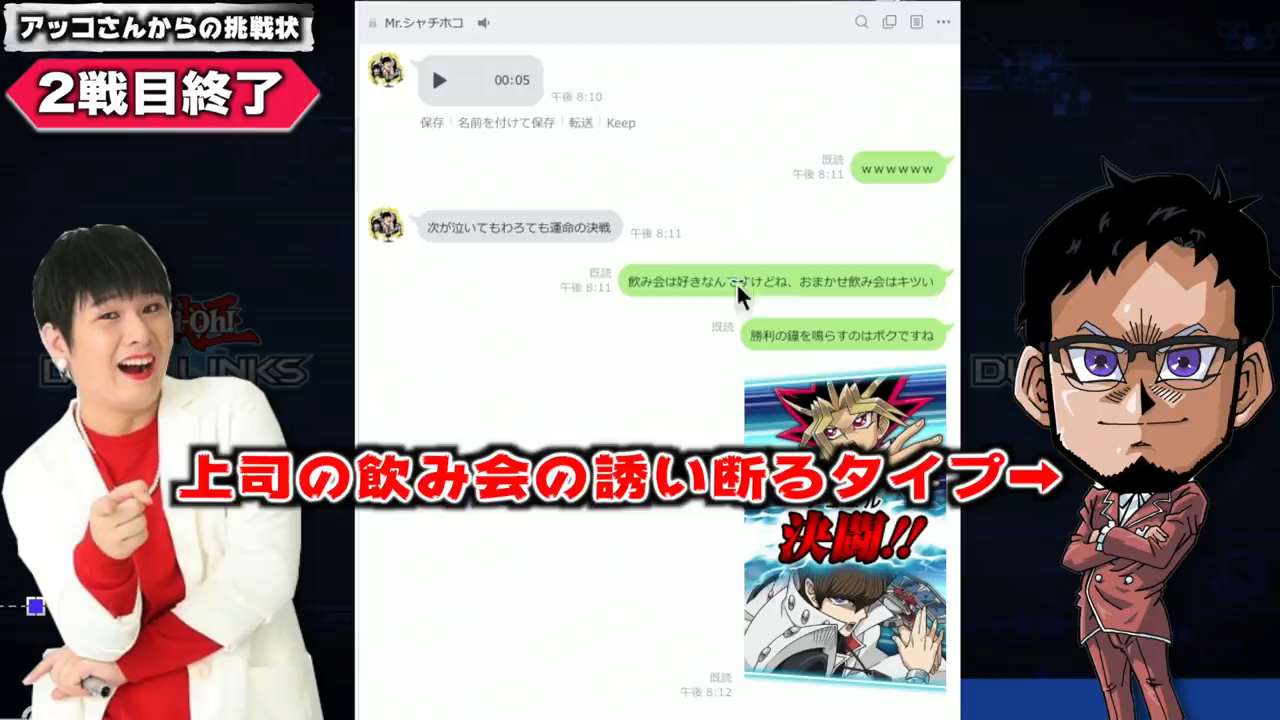 アッコさんからの挑戦状
2戦目終了
Mr.シャチホコ
00:05
午後 8:10
保存 名前を付けて保存 転送 Keep
既読
午後 8:11
wwwwww
次が泣いてもわろても運命の決戦
午後 8:11
既読
午後 8:11
飲み会は好きなんですけどね、おまかせ飲み会はキツい
既読
勝利の鐘を鳴らすのはボクですね
上司の飲み会の誘い断るタイプ→
決闘!!
既読
午後 8:12